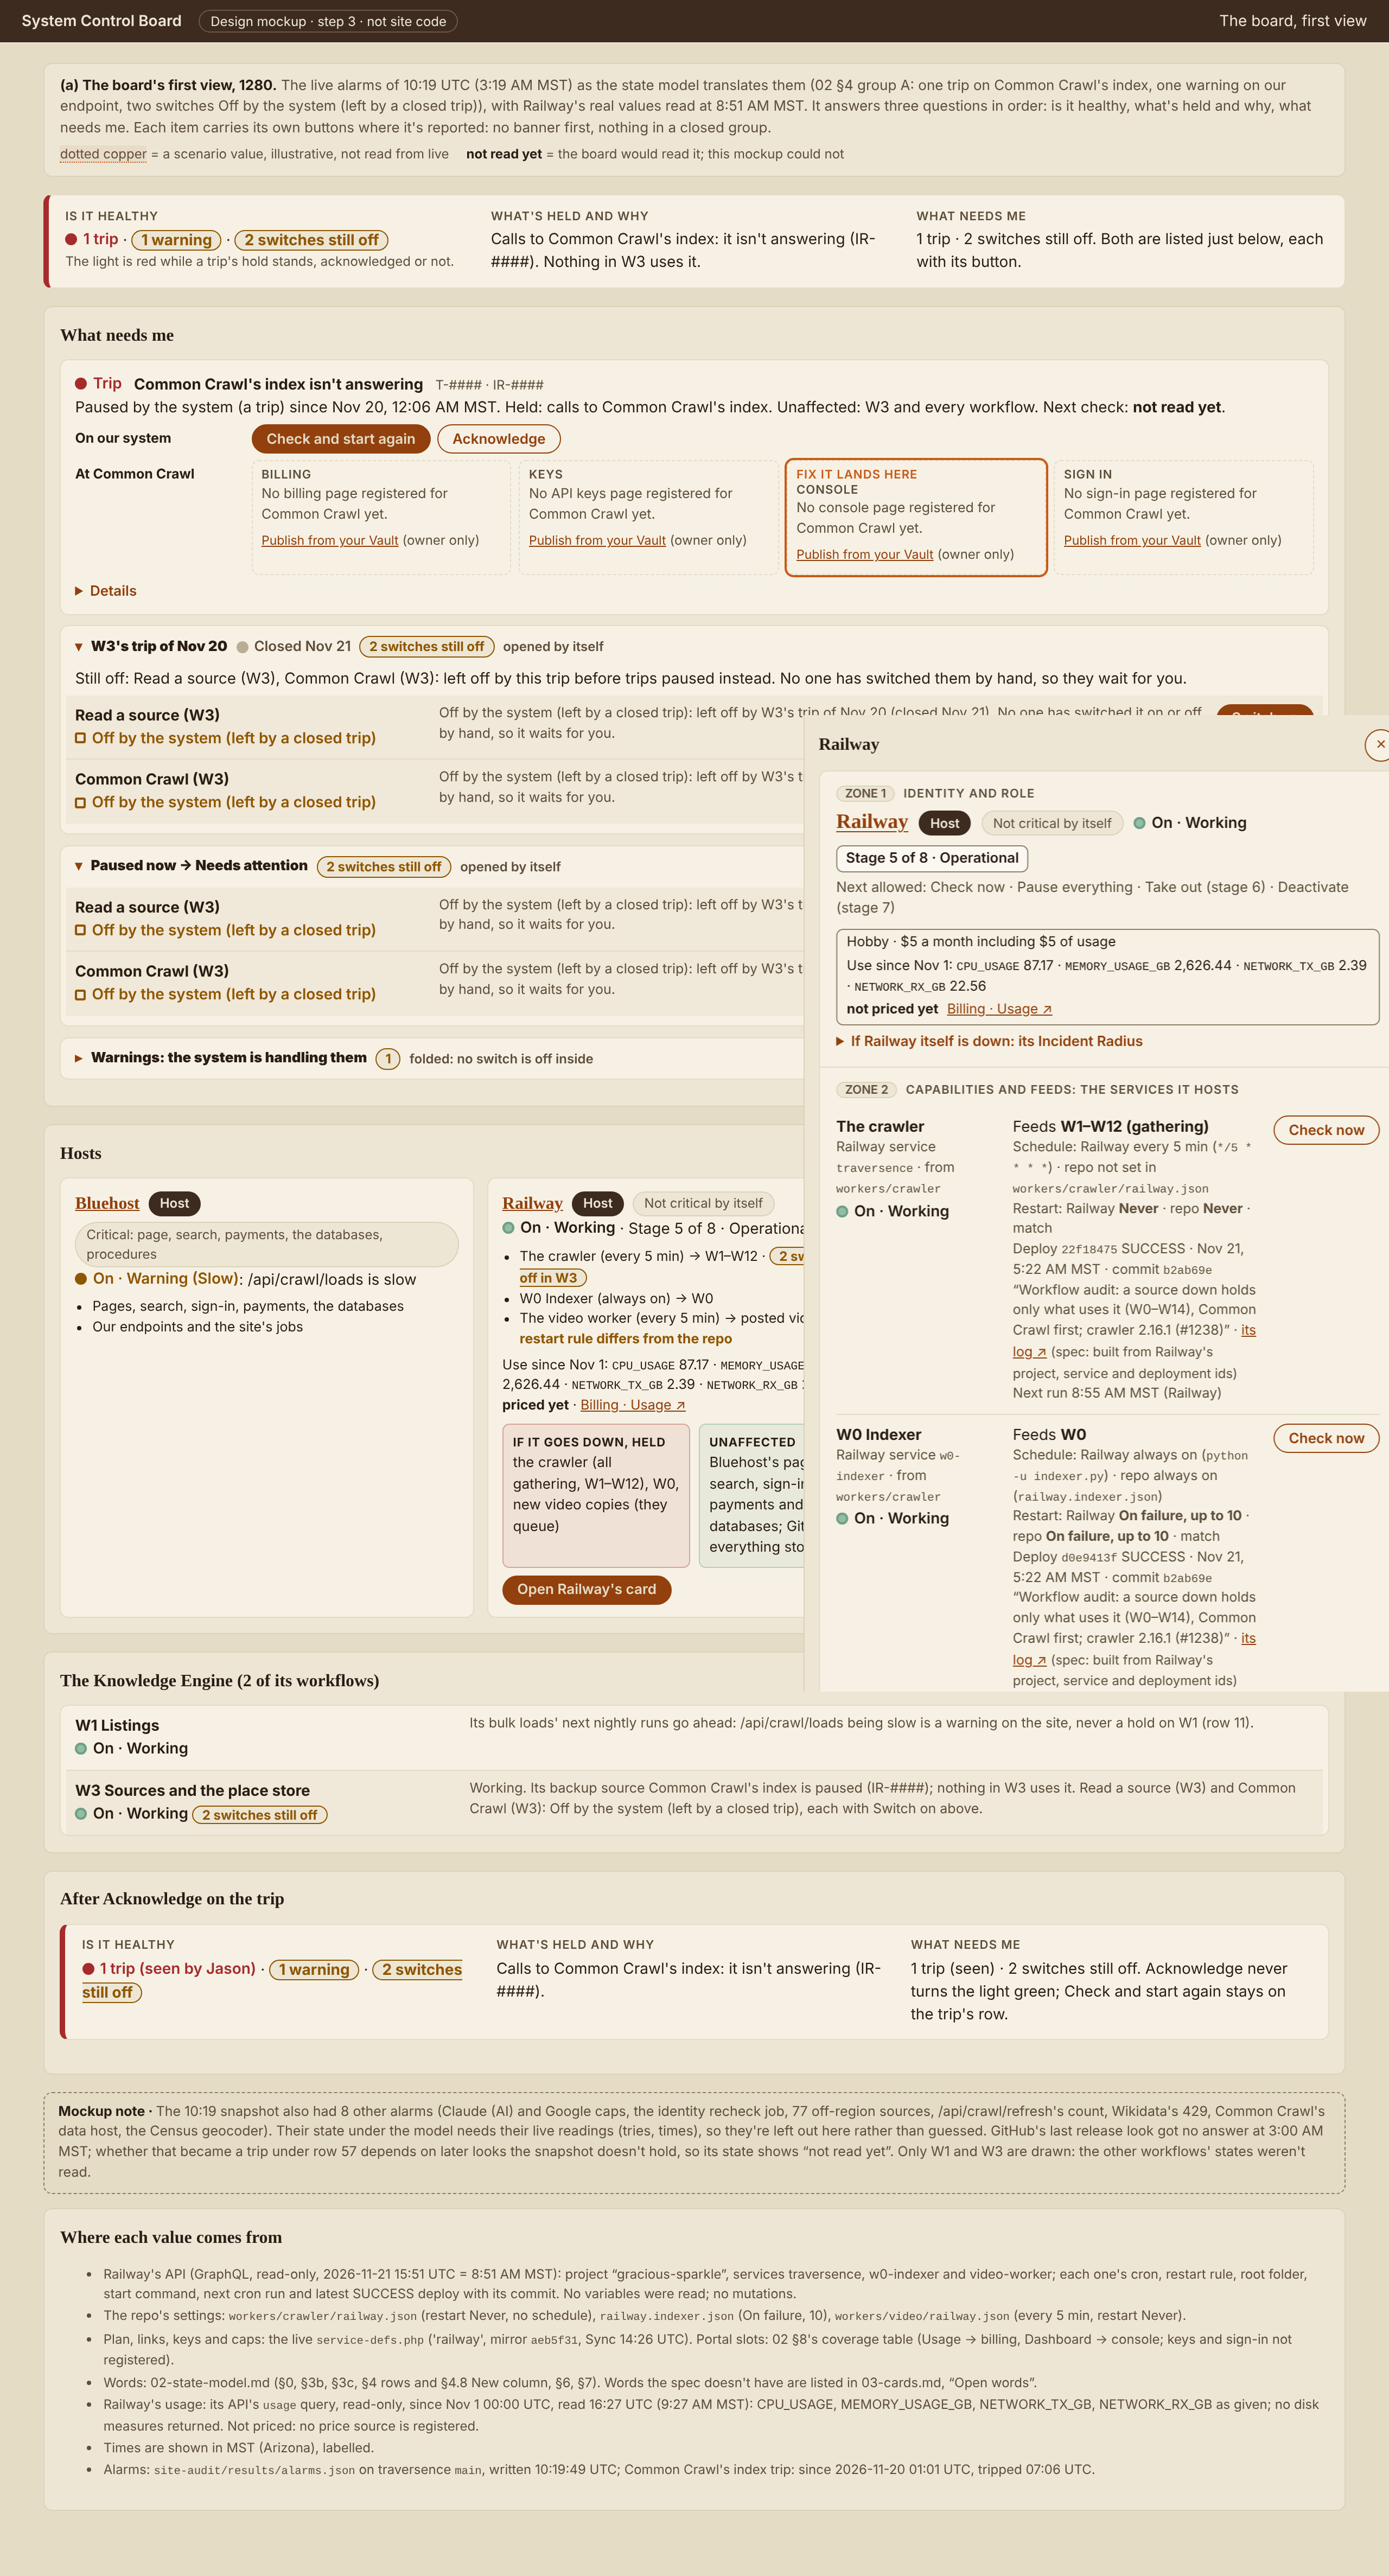 System Control Board
Design mockup · step 3 · not site code
The board, first view
(a) The board's first view, 1280. The live alarms of 10:19 UTC (3:19 AM MST) as the state model translates them (02 §4 group A: one trip on Common Crawl's index, one warning on our
endpoint, two switches Off by the system (left by a closed trip)), with Railway's real values read at 8:51 AM MST. It answers three questions in order: is it healthy, what's held and why, what
needs me. Each item carries its own buttons where it's reported: no banner first, nothing in a closed group.
dotted copper = a scenario value, illustrative, not read from live not read yet = the board would read it; this mockup could not
IS IT HEALTHY
1 trip · 1 warning · 2 switches still off
The light is red while a trip's hold stands, acknowledged or not.
WHAT'S HELD AND WHY
Calls to Common Crawl's index: it isn't answering (IR-
####). Nothing in W3 uses it.
WHAT NEEDS ME
1 trip · 2 switches still off. Both are listed just below, each
with its button.
What needs me
Trip Common Crawl's index isn't answering T-#### · IR-####
Paused by the system (a trip) since Nov 20, 12:06 AM MST. Held: calls to Common Crawl's index. Unaffected: W3 and every workflow. Next check: not read yet.
On our system
Check and start again
Acknowledge
At Common Crawl
BILLING
No billing page registered for
Common Crawl yet.
Publish from your Vault (owner only)
KEYS
No API keys page registered for
Common Crawl yet.
Publish from your Vault (owner only)
FIX IT LANDS HERE
CONSOLE
No console page registered for
Common Crawl yet.
Publish from your Vault (owner only)
SIGN IN
No sign-in page registered for
Common Crawl yet.
Publish from your Vault (owner only)
▶ Details
▼ W3's trip of Nov 20 Closed Nov 21 2 switches still off opened by itself
Still off: Read a source (W3), Common Crawl (W3): left off by this trip before trips paused instead. No one has switched them by hand, so they wait for you.
Read a source (W3)
Off by the system (left by a closed trip)
Off by the system (left by a closed trip): left off by W3's trip of Nov 20 (closed Nov 21). No one has switched it on or off
by hand, so it waits for you.
Common Crawl (W3)
Off by the system (left by a closed trip)
Off by the system (left by a closed trip): left off by W3's t
by hand, so it waits for you.
▼ Paused now → Needs attention 2 switches still off opened by itself
Read a source (W3)
Off by the system (left by a closed trip)
Off by the system (left by a closed trip): left off by W3's t
by hand, so it waits for you.
Common Crawl (W3)
Off by the system (left by a closed trip)
Off by the system (left by a closed trip): left off by W3's t
by hand, so it waits for you.
▶ Warnings: the system is handling them 1 folded: no switch is off inside
Hosts
Bluehost Host
Critical: page, search, payments, the databases,
procedures
On · Warning (Slow): /api/crawl/loads is slow
• Pages, search, sign-in, payments, the databases
• Our endpoints and the site's jobs
Railway Host Not critical by itself
On · Working · Stage 5 of 8 · Operationa
• The crawler (every 5 min) → W1–W12 · 2 sw
off in W3
• W0 Indexer (always on) → W0
• The video worker (every 5 min) → posted vid
restart rule differs from the repo
Use since Nov 1: CPU_USAGE 87.17 · MEMORY_USAGE
2,626.44 · NETWORK_TX_GB 2.39 · NETWORK_RX_GB
priced yet · Billing · Usage ↗
IF IT GOES DOWN, HELD
the crawler (all
gathering, W1–W12), W0,
new video copies (they
queue)
UNAFFECTED
Bluehost's pag
search, sign-in
payments and
databases; Git
everything sto
Open Railway's card
Railway
×
ZONE 1 IDENTITY AND ROLE
Railway Host Not critical by itself On · Working
Stage 5 of 8 · Operational
Next allowed: Check now · Pause everything · Take out (stage 6) · Deactivate
(stage 7)
Hobby · $5 a month including $5 of usage
Use since Nov 1: CPU_USAGE 87.17 · MEMORY_USAGE_GB 2,626.44 · NETWORK_TX_GB 2.39
· NETWORK_RX_GB 22.56
not priced yet Billing · Usage ↗
▶ If Railway itself is down: its Incident Radius
ZONE 2 CAPABILITIES AND FEEDS: THE SERVICES IT HOSTS
The crawler
Railway service
traversence · from
workers/crawler
On · Working
Feeds W1–W12 (gathering)
Schedule: Railway every 5 min (*/5 *
* * *) · repo not set in
workers/crawler/railway.json
Restart: Railway Never · repo Never ·
match
Deploy 22f18475 SUCCESS · Nov 21,
5:22 AM MST · commit b2ab69e
“Workflow audit: a source down holds
only what uses it (W0–W14), Common
Crawl first; crawler 2.16.1 (#1238)” · its
log ↗ (spec: built from Railway's
project, service and deployment ids)
Next run 8:55 AM MST (Railway)
Check now
W0 Indexer
Railway service w0-
indexer · from
workers/crawler
On · Working
Feeds W0
Schedule: Railway always on (python
-u indexer.py) · repo always on
(railway.indexer.json)
Restart: Railway On failure, up to 10 ·
repo On failure, up to 10 · match
Deploy d0e9413f SUCCESS · Nov 21,
5:22 AM MST · commit b2ab69e
“Workflow audit: a source down holds
only what uses it (W0–W14), Common
Crawl first; crawler 2.16.1 (#1238)” · its
log ↗ (spec: built from Railway's
project, service and deployment ids)
Check now
The Knowledge Engine (2 of its workflows)
W1 Listings
On · Working
Its bulk loads' next nightly runs go ahead: /api/crawl/loads being slow is a warning on the site, never a hold on W1 (row 11).
W3 Sources and the place store
On · Working 2 switches still off
Working. Its backup source Common Crawl's index is paused (IR-####); nothing in W3 uses it. Read a source (W3) and Common
Crawl (W3): Off by the system (left by a closed trip), each with Switch on above.
After Acknowledge on the trip
IS IT HEALTHY
1 trip (seen by Jason) · 1 warning · 2 switches
still off
WHAT'S HELD AND WHY
Calls to Common Crawl's index: it isn't answering (IR-
####).
WHAT NEEDS ME
1 trip (seen) · 2 switches still off. Acknowledge never
turns the light green; Check and start again stays on
the trip's row.
Mockup note · The 10:19 snapshot also had 8 other alarms (Claude (AI) and Google caps, the identity recheck job, 77 off-region sources, /api/crawl/refresh's count, Wikidata's 429, Common Crawl's
data host, the Census geocoder). Their state under the model needs their live readings (tries, times), so they're left out here rather than guessed. GitHub's last release look got no answer at 3:00 AM
MST; whether that became a trip under row 57 depends on later looks the snapshot doesn't hold, so its state shows “not read yet”. Only W1 and W3 are drawn: the other workflows' states weren't
read.
Where each value comes from
• Railway's API (GraphQL, read-only, 2026-11-21 15:51 UTC = 8:51 AM MST): project “gracious-sparkle”, services traversence, w0-indexer and video-worker; each one's cron, restart rule, root folder,
start command, next cron run and latest SUCCESS deploy with its commit. No variables were read; no mutations.
• The repo's settings: workers/crawler/railway.json (restart Never, no schedule), railway.indexer.json (On failure, 10), workers/video/railway.json (every 5 min, restart Never).
• Plan, links, keys and caps: the live service-defs.php ('railway', mirror aeb5f31, Sync 14:26 UTC). Portal slots: 02 §8's coverage table (Usage → billing, Dashboard → console; keys and sign-in not
registered).
• Words: 02-state-model.md (§0, §3b, §3c, §4 rows and §4.8 New column, §6, §7). Words the spec doesn't have are listed in 03-cards.md, “Open words”.
• Railway's usage: its API's usage query, read-only, since Nov 1 00:00 UTC, read 16:27 UTC (9:27 AM MST): CPU_USAGE, MEMORY_USAGE_GB, NETWORK_TX_GB, NETWORK_RX_GB as given; no disk
measures returned. Not priced: no price source is registered.
• Times are shown in MST (Arizona), labelled.
• Alarms: site-audit/results/alarms.json on traversence main, written 10:19:49 UTC; Common Crawl's index trip: since 2026-11-20 01:01 UTC, tripped 07:06 UTC.